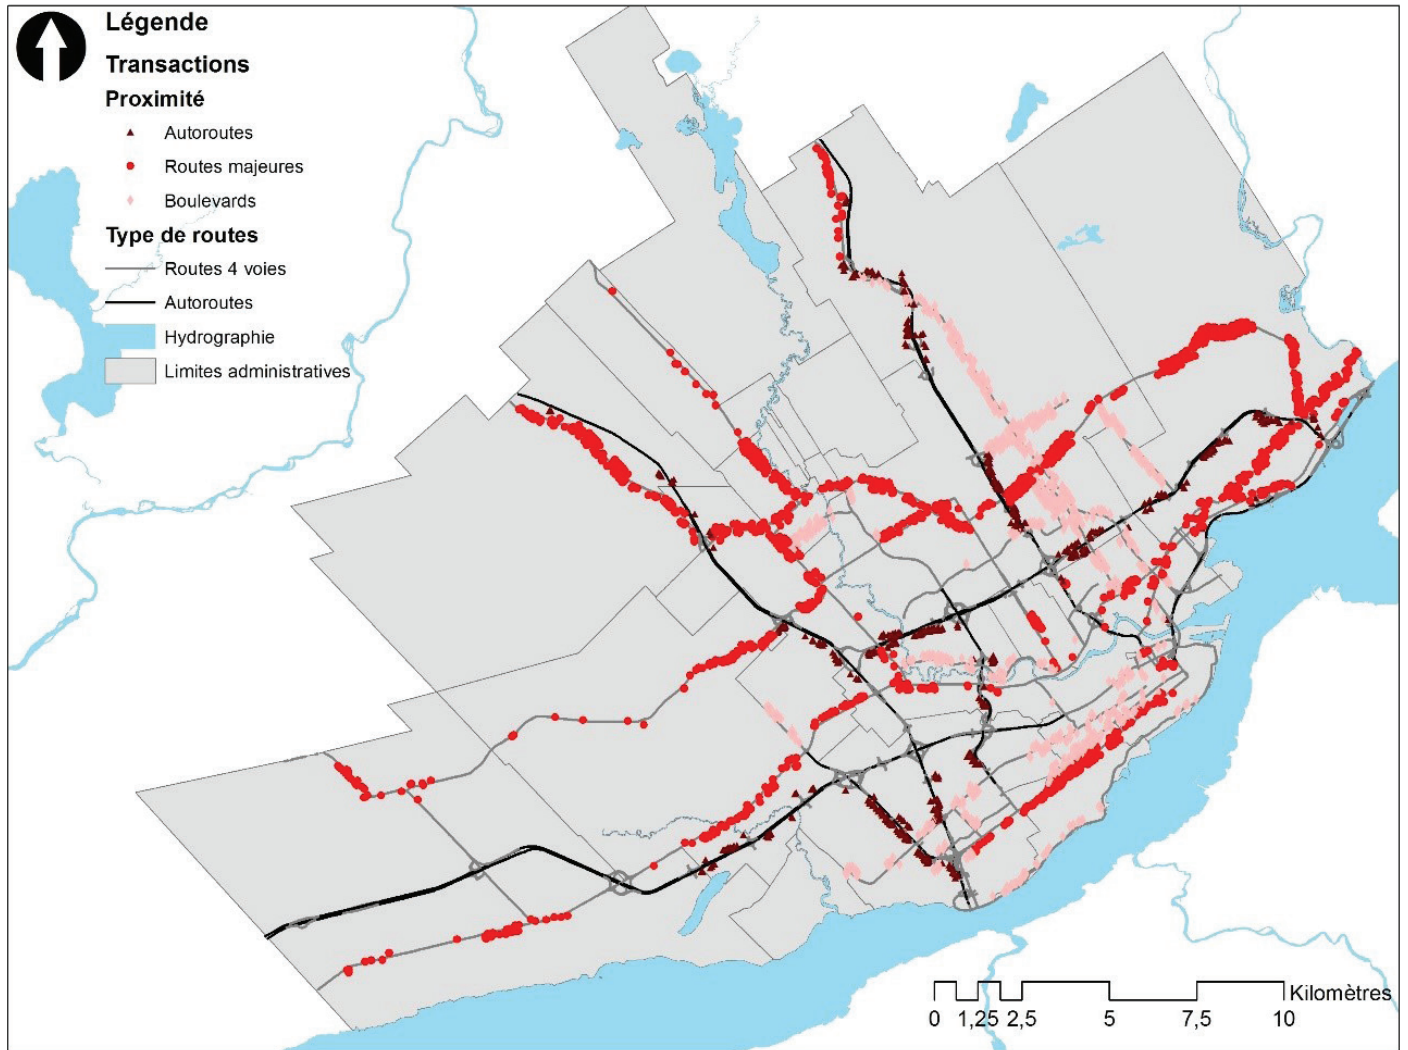 Légende
Transactions
Proximité
Autoroutes
Routes majeures
Boulevards
Type de routes
Routes 4 voies
Autoroutes
Hydrographie
Limites administratives
Kilomètres
0 1,25 2,5 5 7,5 10